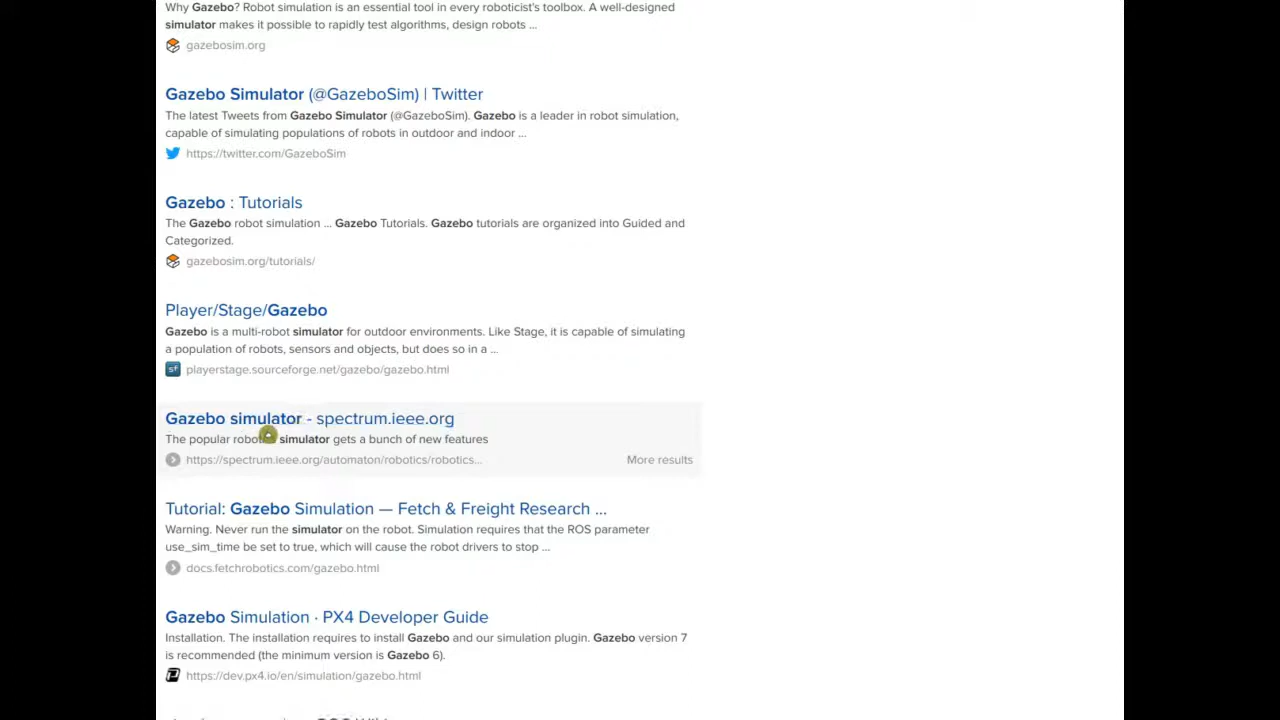 Why Gazebo? Robot simulation is an essential tool in every roboticist's toolbox. A well-designed
simulator makes it possible to rapidly test algorithms, design robots ...
gazebosim.org
Gazebo Simulator (@GazeboSim) | Twitter
The latest Tweets from Gazebo Simulator (@GazeboSim). Gazebo is a leader in robot simulation,
capable of simulating populations of robots in outdoor and indoor ...
https://twitter.com/GazeboSim
Gazebo : Tutorials
The Gazebo robot simulation ... Gazebo Tutorials. Gazebo tutorials are organized into Guided and
Categorized.
gazebosim.org/tutorials/
Player/Stage/Gazebo
Gazebo is a multi-robot simulator for outdoor environments. Like Stage, it is capable of simulating
a population of robots, sensors and objects, but does so in a ...
sf playerstage.sourceforge.net/gazebo/gazebo.html
Gazebo simulator - spectrum.ieee.org
The popular simulator gets a bunch of new features
https://spectrum.ieee.org/automaton/robotics/robotics... More results
Tutorial: Gazebo Simulation — Fetch & Freight Research ...
Warning. Never run the simulator on the robot. Simulation requires that the ROS parameter
use_sim_time be set to true, which will cause the robot drivers to stop ...
docs.fetchrobotics.com/gazebo.html
Gazebo Simulation · PX4 Developer Guide
Installation. The installation requires to install Gazebo and our simulation plugin. Gazebo version 7
is recommended (the minimum version is Gazebo 6).
https://dev.px4.io/en/simulation/gazebo.html